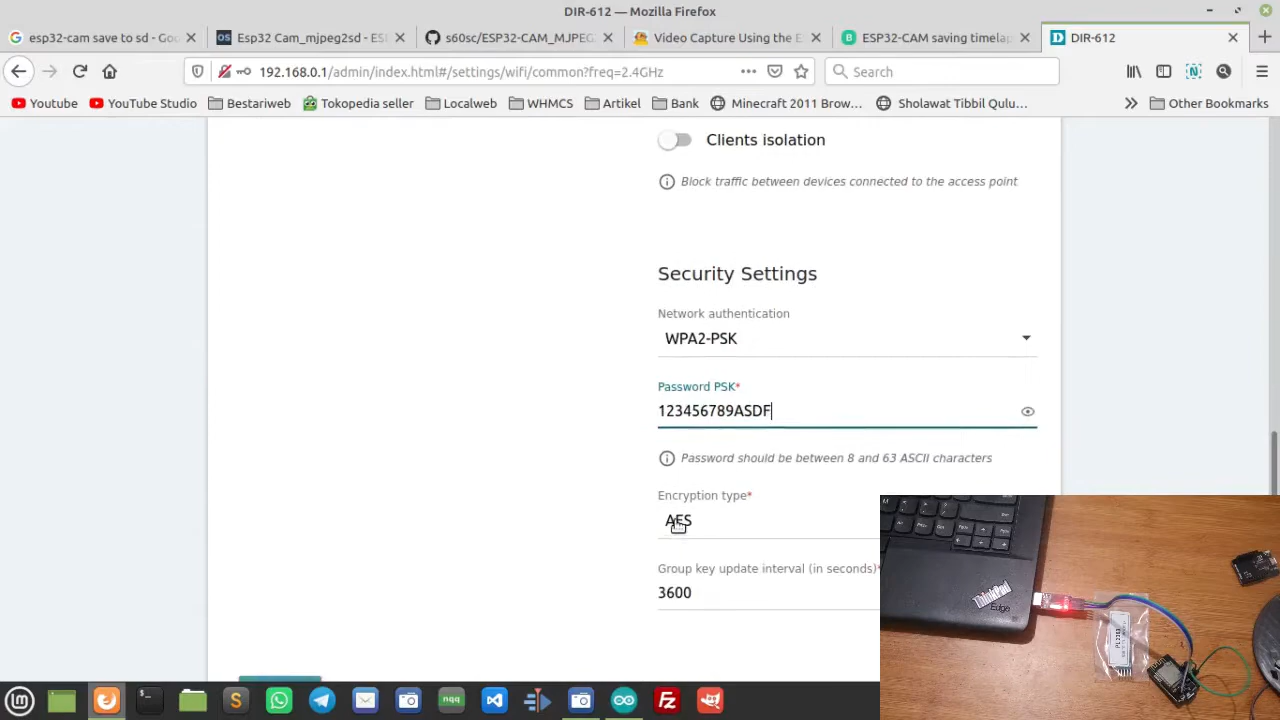 DIR-612 — Mozilla Firefox
esp32-cam save to sd - Goo
Esp32 Cam_mjpeg2sd - ES
s60sc/ESP32-CAM_MJPEG2
Video Capture Using the E
ESP32-CAM saving timelap
DIR-612
192.168.0.1/admin/index.html#/settings/wifi/common?freq=2.4GHz
Search
Youtube
YouTube Studio
Bestariweb
Tokopedia seller
Localweb
WHMCS
Artikel
Bank
Minecraft 2011 Brow...
Sholawat Tibbil Qulu...
Other Bookmarks
Clients isolation
Block traffic between devices connected to the access point
Security Settings
Network authentication
WPA2-PSK
Password PSK*
123456789ASDF
Password should be between 8 and 63 ASCII characters
Encryption type*
AES
Group key update interval (in seconds)*
3600
ThinkPad
Edge
nqq